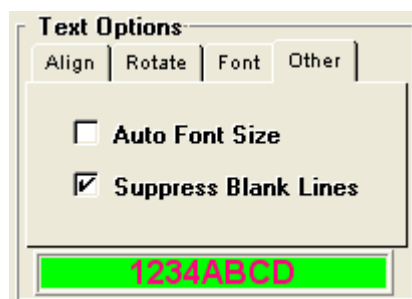 Text Options
Align Rotate Font Other
Auto Font Size
Suppress Blank Lines
1234ABCD